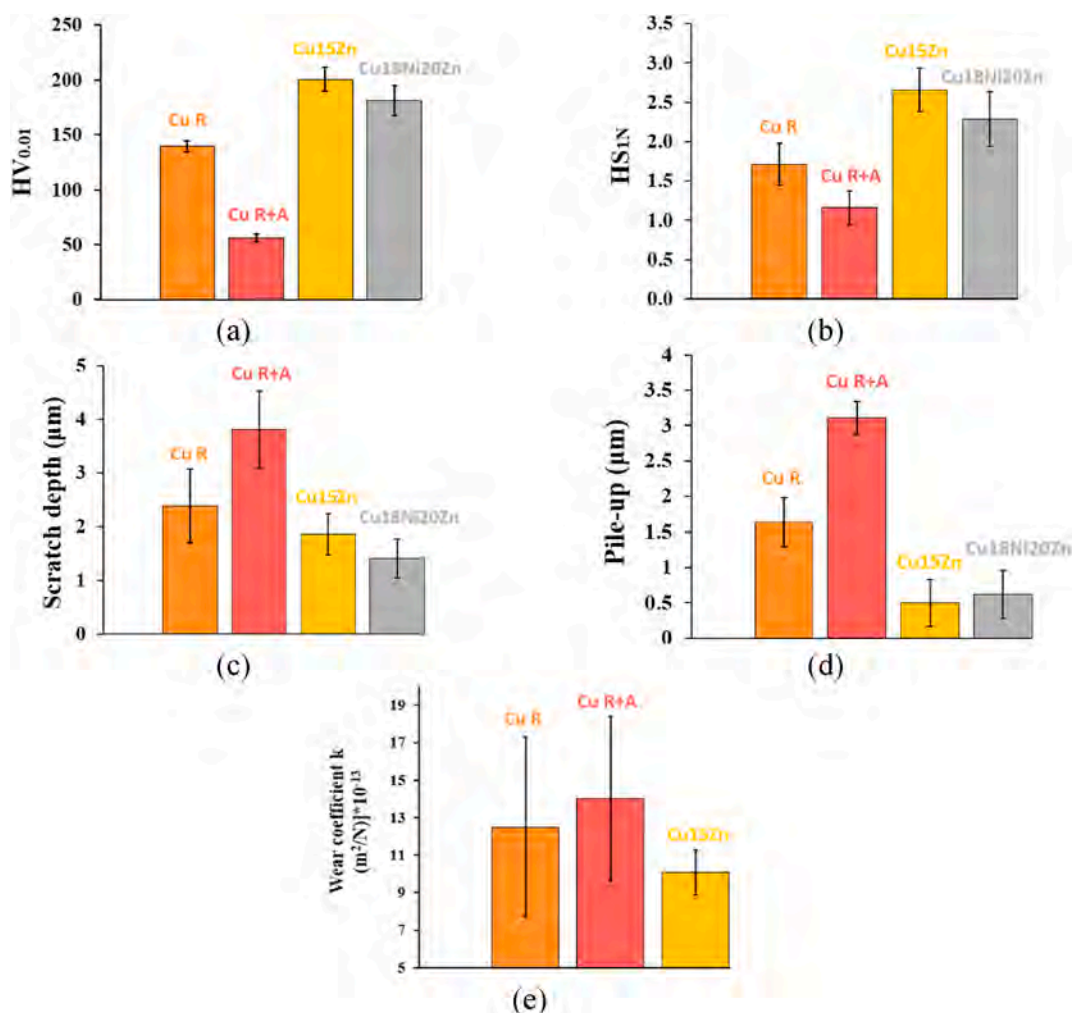 250
200
150
100
50
0
HV0.01
Cu R
Cu R+A
Cu15Zn
Cu18Ni20Zn
(a)
3.5
3.0
2.5
2.0
1.5
1.0
0.5
0.0
HS1N
Cu R
Cu R+A
Cu15Zn
Cu18Ni20Zn
(b)
5
4
3
2
1
0
Scratch depth (µm)
Cu R
Cu R+A
Cu15Zn
Cu18Ni20Zn
(c)
4
3.5
3
2.5
2
1.5
1
0.5
0
Pile-up (µm)
Cu R
Cu R+A
Cu15Zn
Cu18Ni20Zn
(d)
19
17
15
13
11
9
7
5
Wear coefficient k
(m²/N)]*10⁻¹³
Cu R
Cu R+A
Cu15Zn
(e)